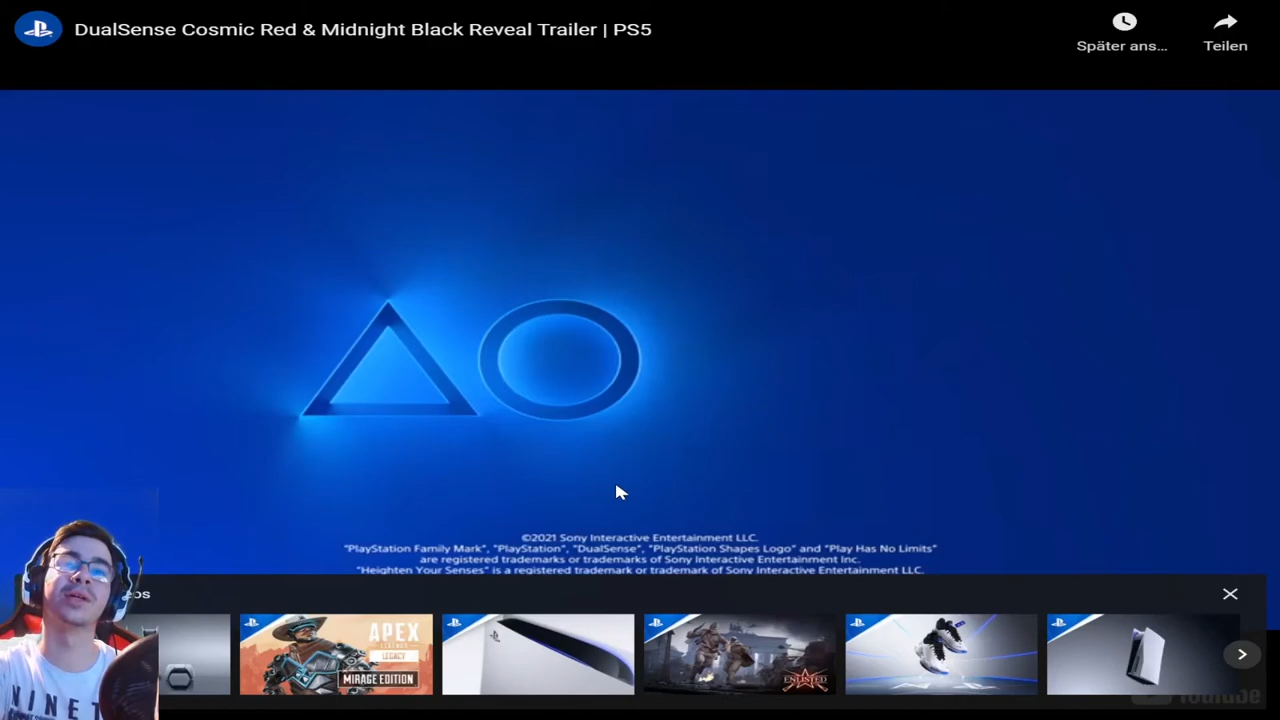 DualSense Cosmic Red & Midnight Black Reveal Trailer | PS5
Später ans...
Teilen
©2021 Sony Interactive Entertainment LLC.
"PlayStation Family Mark", "PlayStation", "DualSense", "PlayStation Shapes Logo" and "Play Has No Limits"
are registered trademarks or trademarks of Sony Interactive Entertainment Inc.
"Heighten Your Senses" is a registered trademark or trademark of Sony Interactive Entertainment LLC.
eos
APEX
LEGENDS
LEGACY
MIRAGE EDITION
ENLISTED
YouTube
NINET